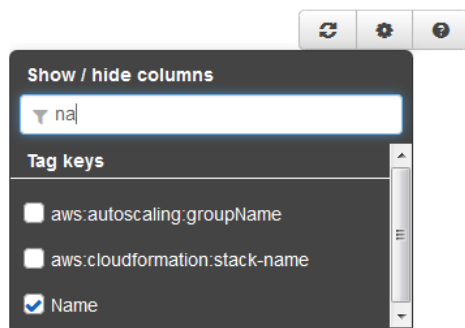 Show / hide columns
na
Tag keys
aws:autoscaling:groupName
aws:cloudformation:stack-name
Name